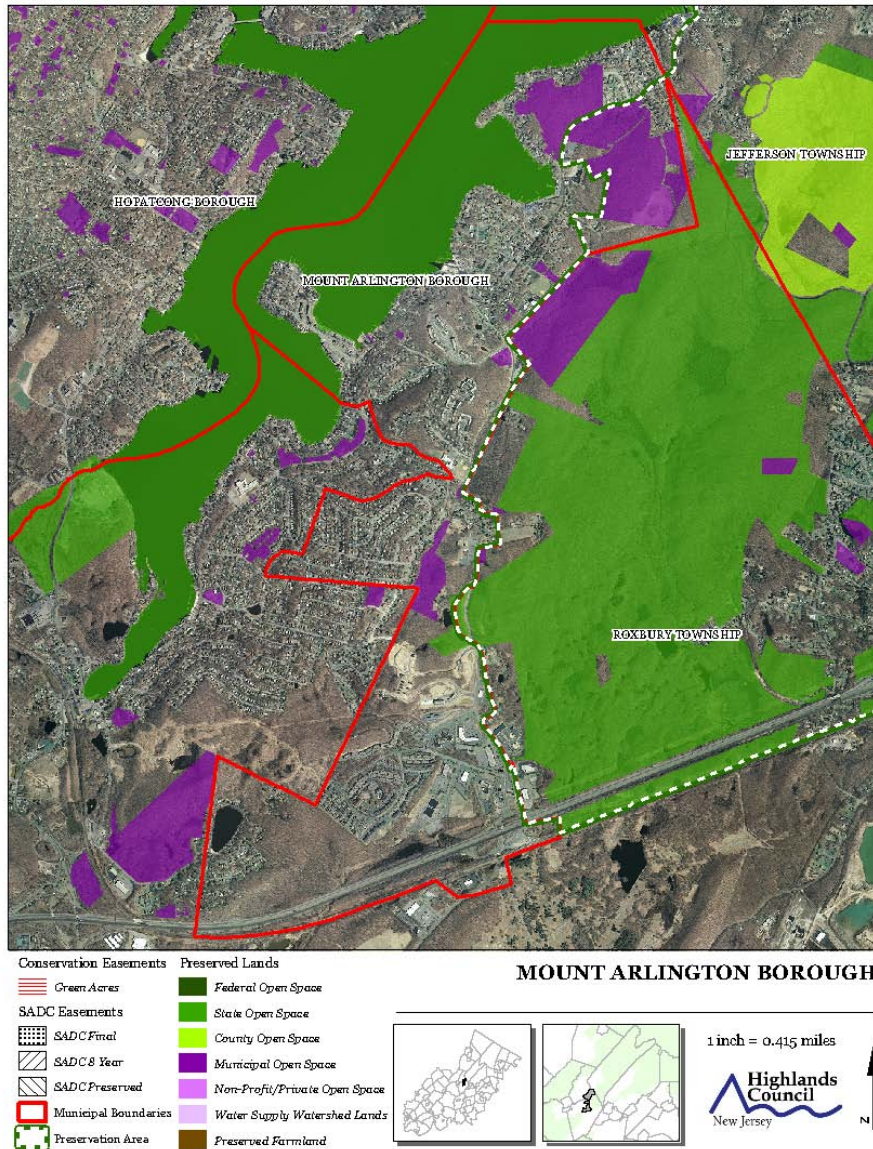 JEFFERSON TOWNSHIP
HOPATCONG BOROUGH
MOUNT ARLINGTON BOROUGH
ROXBURY TOWNSHIP
Conservation Easements
Green Acres
SADC Easements
SADC Final
SADC 8 Year
SADC Preserved
Municipal Boundaries
Preservation Area
Preserved Lands
Federal Open Space
State Open Space
County Open Space
Municipal Open Space
Non-Profit/Private Open Space
Water Supply Watershed Lands
Preserved Farmland
MOUNT ARLINGTON BOROUGH
1 inch = 0.415 miles
Highlands
Council
New Jersey
N